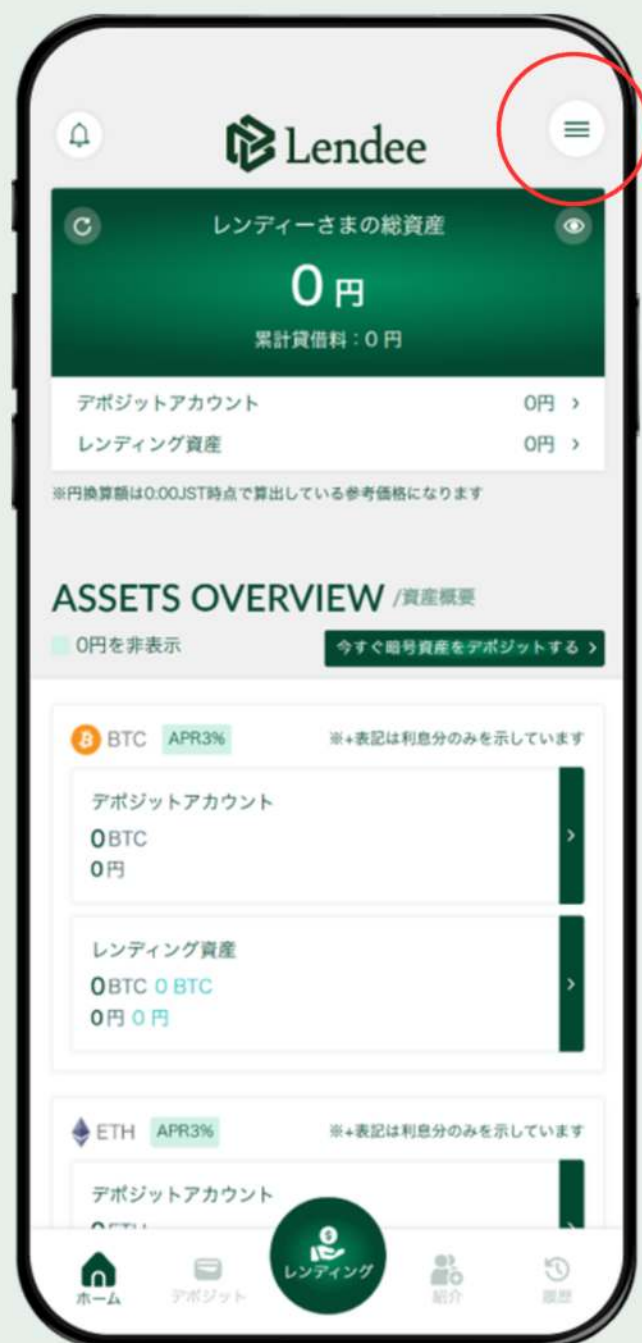 Lendee
レンディーさまの総資産
0 円
累計貸借料：0 円
デポジットアカウント 0円 ›
レンディング資産 0円 ›
※円換算額は0:00JST時点で算出している参考価格になります
ASSETS OVERVIEW /資産概要
0円を非表示 今すぐ暗号資産をデポジットする ›
BTC APR3% ※+表記は利息分のみを示しています
デポジットアカウント
0 BTC
0 円
レンディング資産
0 BTC 0 BTC
0 円 0 円
ETH APR3% ※+表記は利息分のみを示しています
デポジットアカウント
0 ETH
ホーム デポジット レンディング 紹介 履歴